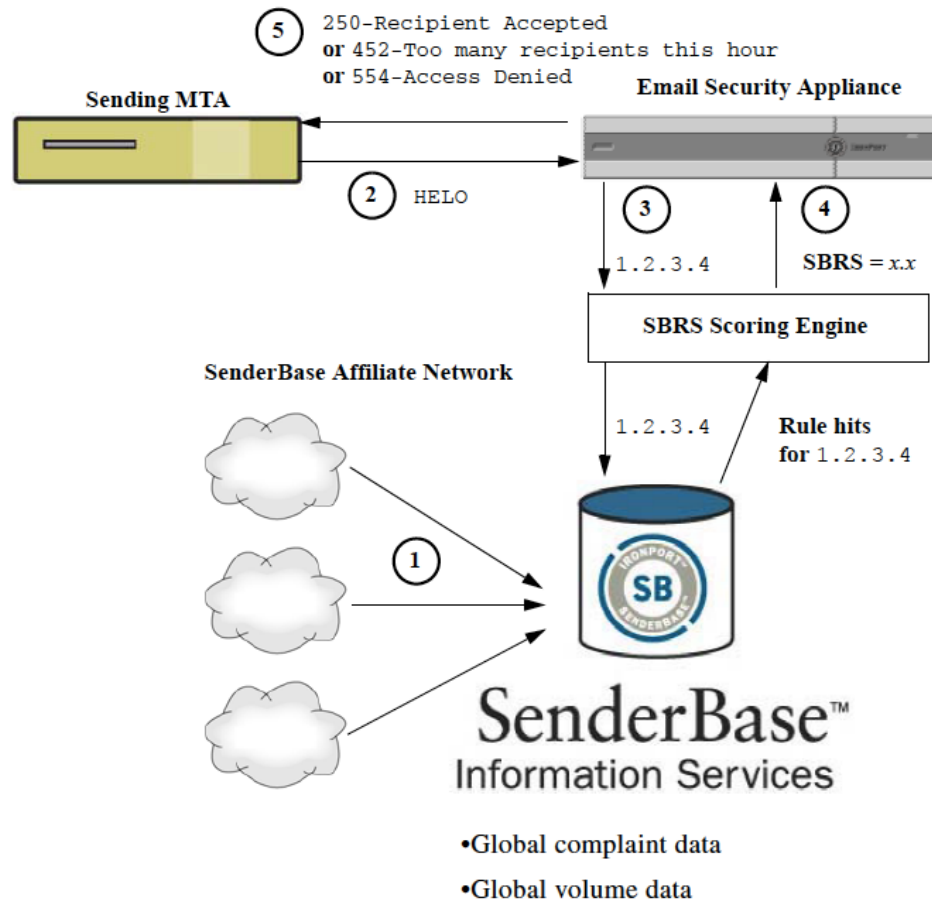 5
250-Recipient Accepted
or 452-Too many recipients this hour
or 554-Access Denied
Sending MTA
Email Security Appliance
IRONPORT
2
HELO
3
4
1.2.3.4
SBRS = x.x
SBRS Scoring Engine
SenderBase Affiliate Network
1.2.3.4
Rule hits
for 1.2.3.4
1
IRONPORT™
SB
SENDERBASE™
SenderBase™
Information Services
•Global complaint data
•Global volume data